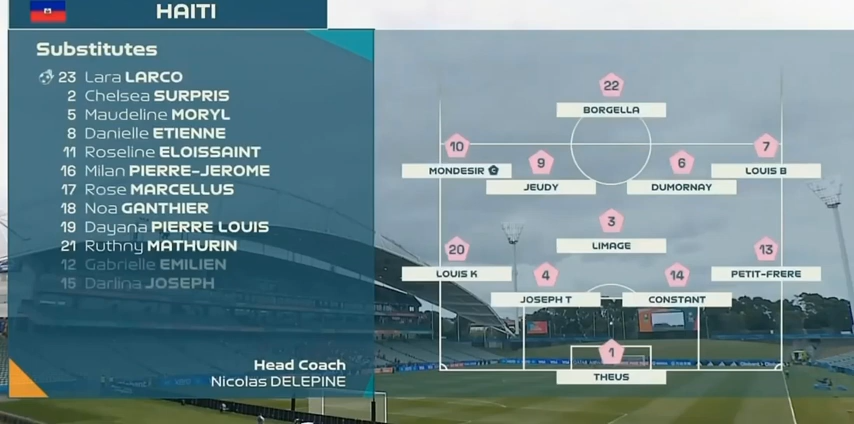 HAITI
Substitutes
23 Lara LARCO
2 Chelsea SURPRIS
5 Maudeline MORYL
8 Danielle ETIENNE
11 Roseline ELOISSAINT
16 Milan PIERRE-JEROME
17 Rose MARCELLUS
18 Noa GANTHIER
19 Dayana PIERRE LOUIS
21 Ruthny MATHURIN
12 Gabrielle EMILIEN
15 Darlina JOSEPH
Head Coach
Nicolas DELEPINE
22
BORGELLA
10
MONDESIR C
7
LOUIS B
9
JEUDY
6
DUMORNAY
3
LIMAGE
20
LOUIS K
13
PETIT-FRERE
4
JOSEPH T
14
CONSTANT
1
THEUS